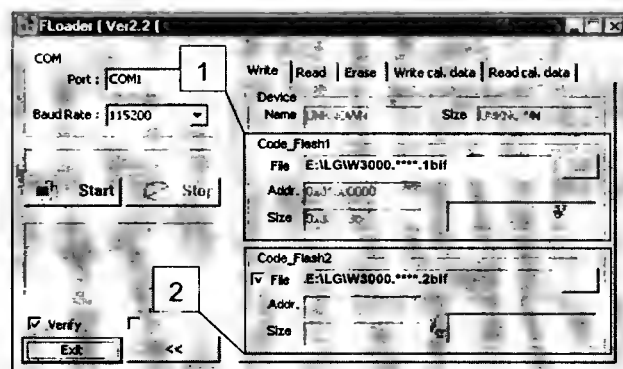 FLoader [ Ver2.2 [
COM
Port : COM1
Baud Rate : 115200
Start Stop
Verify
Exit <<
1
2
Write Read Erase Write cal. data Read cal. data
Device
Name Size
Code_Flash1
File E:\LG\W3000.****.1bif
Addr.
Size
Code_Flash2
File E:\LG\W3000.****.2bif
Addr.
Size